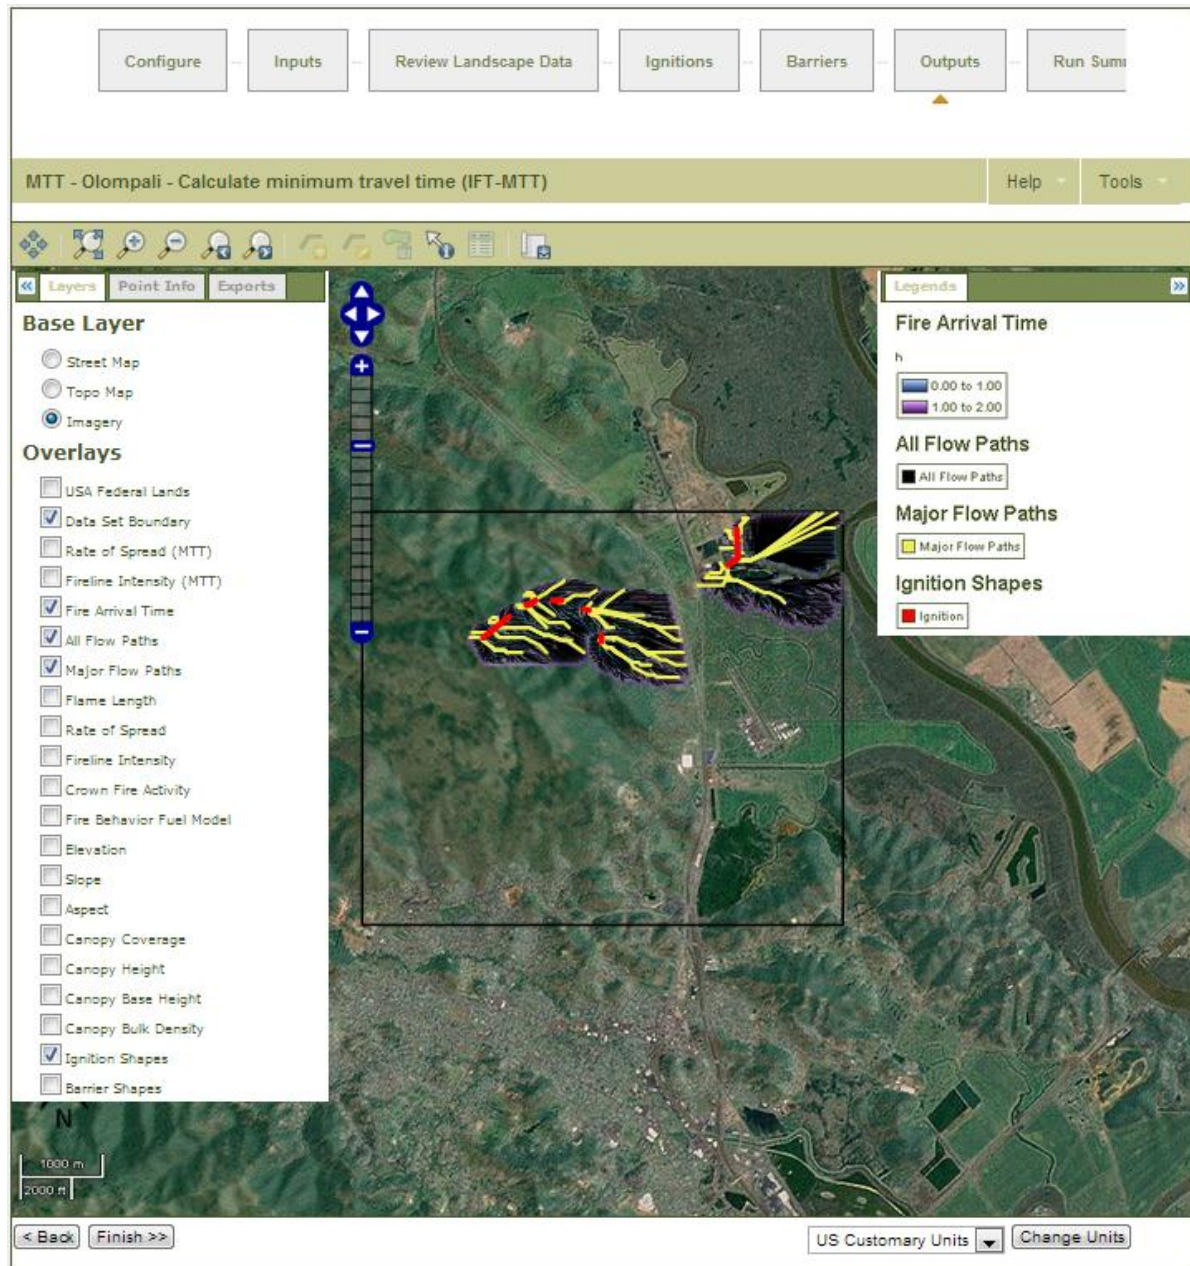 Configure Inputs Review Landscape Data Ignitions Barriers Outputs Run Sum
MTT - Olompali - Calculate minimum travel time (IFT-MTT) Help Tools
Layers Point Info Exports
Base Layer
Street Map
Topo Map
Imagery
Overlays
USA Federal Lands
Data Set Boundary
Rate of Spread (MTT)
Fireline Intensity (MTT)
Fire Arrival Time
All Flow Paths
Major Flow Paths
Flame Length
Rate of Spread
Fireline Intensity
Crown Fire Activity
Fire Behavior Fuel Model
Elevation
Slope
Aspect
Canopy Coverage
Canopy Height
Canopy Base Height
Canopy Bulk Density
Ignition Shapes
Barrier Shapes
Legends
Fire Arrival Time
h
0.00 to 1.00
1.00 to 2.00
All Flow Paths
All Flow Paths
Major Flow Paths
Major Flow Paths
Ignition Shapes
Ignition
N
1000 m
2000 ft
< Back Finish >> US Customary Units Change Units